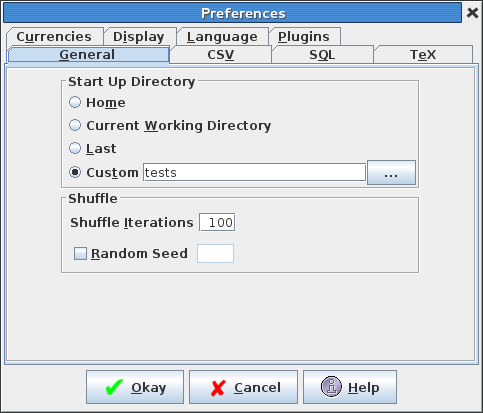 Preferences
Currencies Display Language Plugins
General CSV SQL TeX
Start Up Directory
Home
Current Working Directory
Last
Custom tests ...
Shuffle
Shuffle Iterations 100
Random Seed
Okay Cancel Help